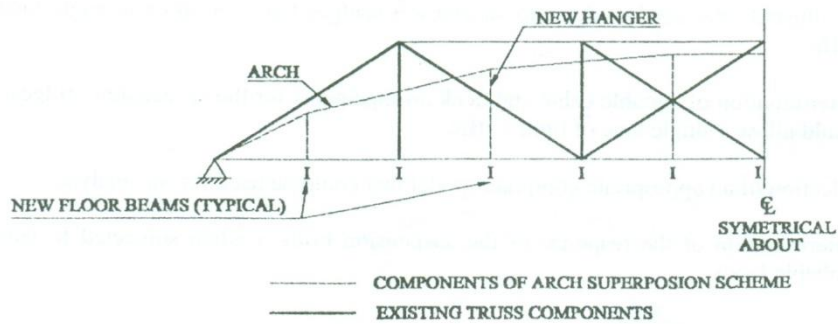 NEW HANGER
ARCH
I I I I I I
NEW FLOOR BEAMS (TYPICAL)
℄
SYMETRICAL
ABOUT
COMPONENTS OF ARCH SUPERPOSION SCHEME
EXISTING TRUSS COMPONENTS